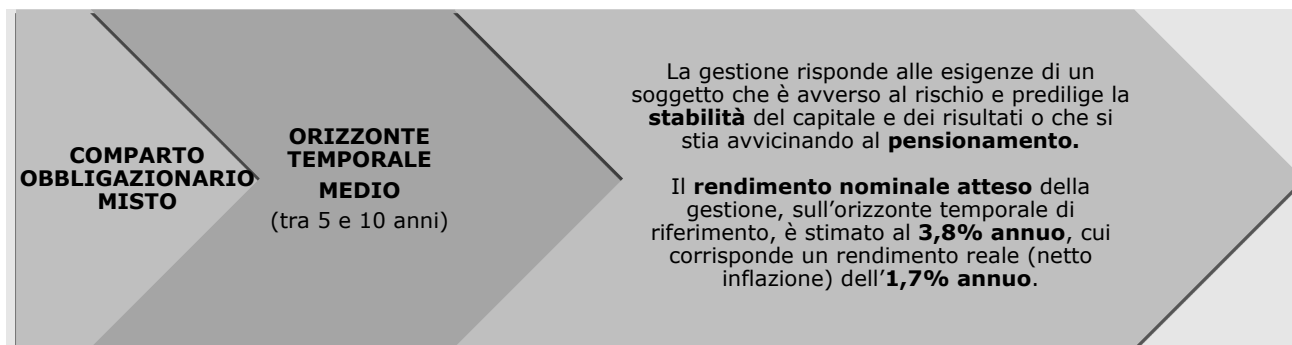 COMPARTO
OBBLIGAZIONARIO
MISTO
ORIZZONTE
TEMPORALE
MEDIO
(tra 5 e 10 anni)
La gestione risponde alle esigenze di un
soggetto che è avverso al rischio e predilige la
stabilità del capitale e dei risultati o che si
stia avvicinando al pensionamento.
Il rendimento nominale atteso della
gestione, sull’orizzonte temporale di
riferimento, è stimato al 3,8% annuo, cui
corrisponde un rendimento reale (netto
inflazione) dell’1,7% annuo.